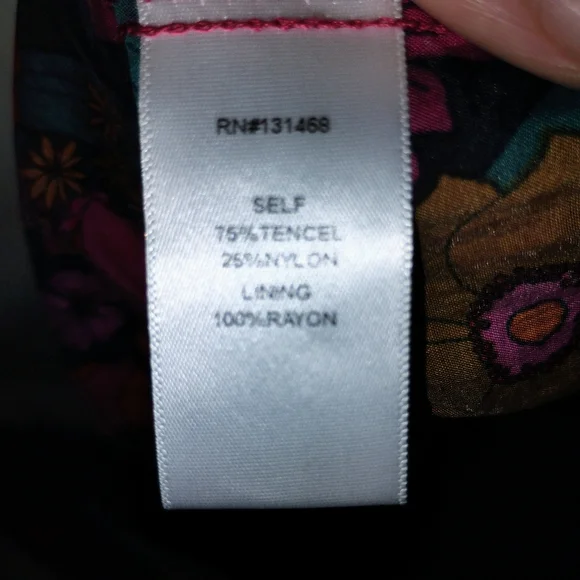 RN#131468
SELF
75%TENCEL
25%NYLON
LINING
100%RAYON